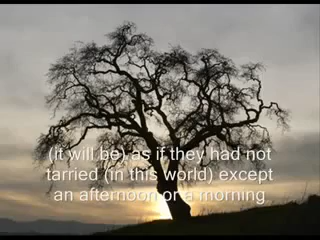 (It will be) as if they had not
tarried (in this world) except
an afternoon or a morning